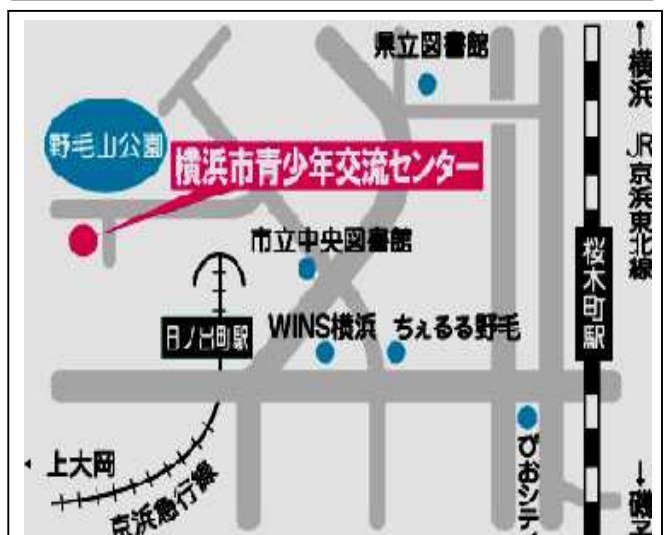 県立図書館
↑横浜
JR京浜東北線
野毛山公園
横浜市青少年交流センター
市立中央図書館
桜木町駅
日ノ出町駅
WINS横浜
ちぇるる野毛
上大岡
京浜急行線
ぴおシティ
↓磯子